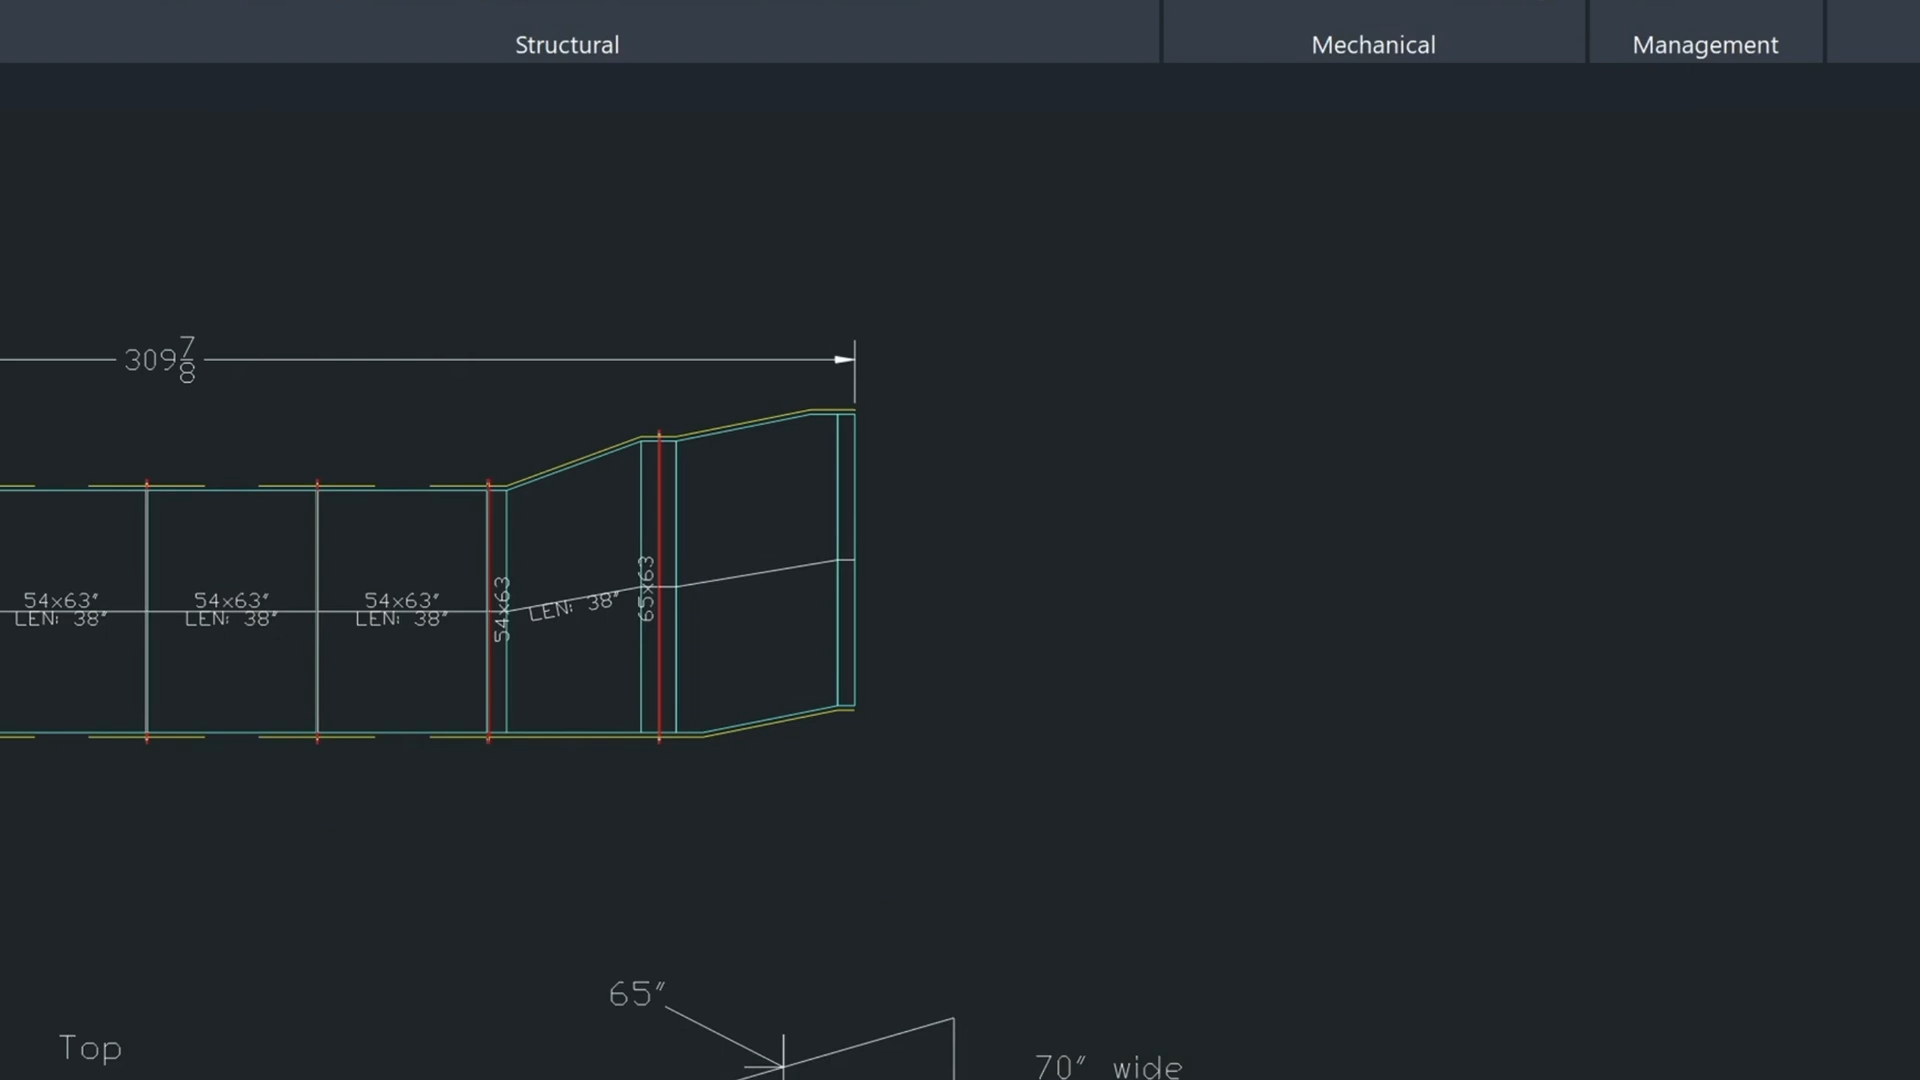 Structural
Mechanical
Management
309 7/8
54x63"
LEN: 38"
54x63"
LEN: 38"
54x63"
LEN: 38"
54x63
LEN: 38"
65x63
65"
Top
70" wide